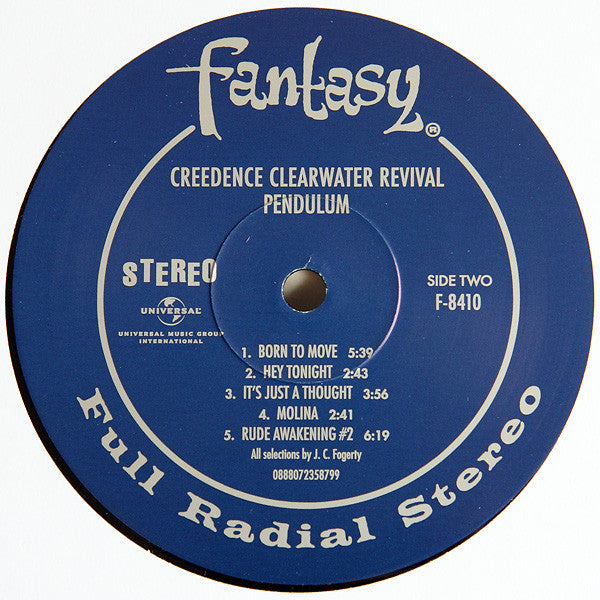 fantasy®
CREEDENCE CLEARWATER REVIVAL
PENDULUM
STEREO
UNIVERSAL
UNIVERSAL MUSIC GROUP
INTERNATIONAL
SIDE TWO
F-8410
1. BORN TO MOVE 5:39
2. HEY TONIGHT 2:43
3. IT'S JUST A THOUGHT 3:56
4. MOLINA 2:41
5. RUDE AWAKENING #2 6:19
All selections by J. C. Fogerty
0888072358799
Full Radial Stereo